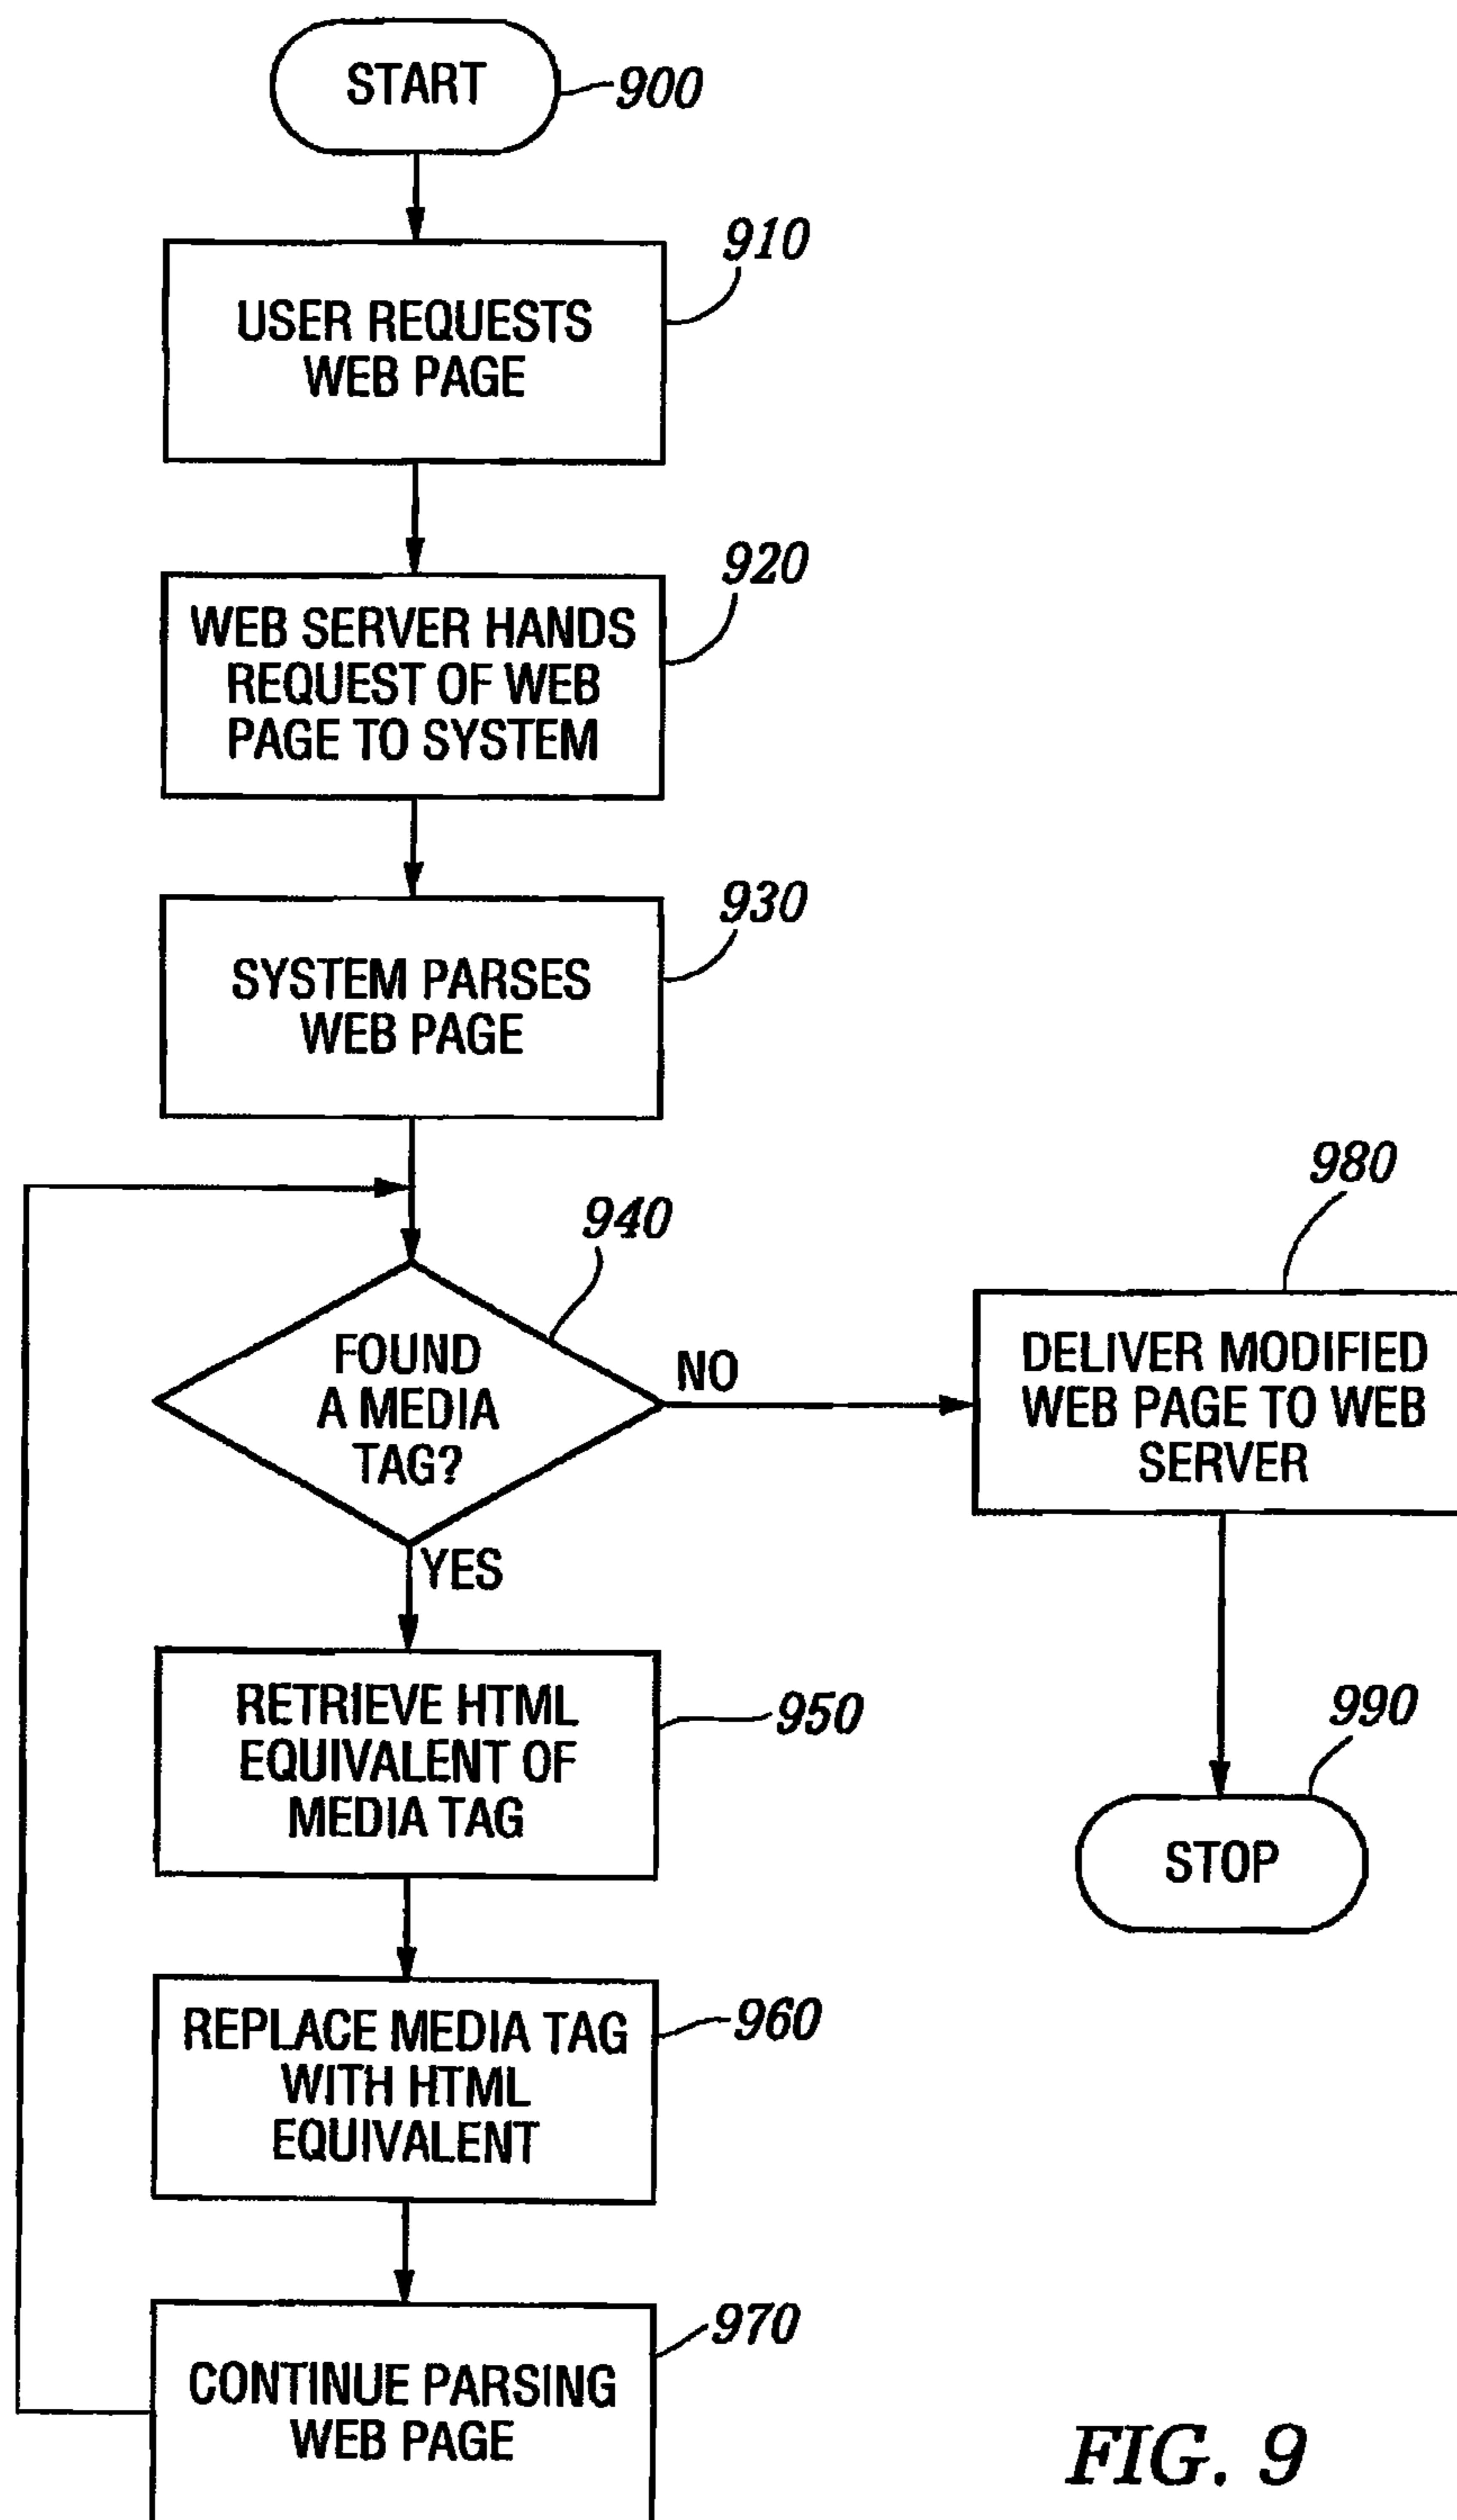 START
900
910
USER REQUESTS
WEB PAGE
920
WEB SERVER HANDS
REQUEST OF WEB
PAGE TO SYSTEM
930
SYSTEM PARSES
WEB PAGE
940
FOUND
A MEDIA
TAG?
NO
980
DELIVER MODIFIED
WEB PAGE TO WEB
SERVER
YES
950
RETRIEVE HTML
EQUIVALENT OF
MEDIA TAG
990
STOP
960
REPLACE MEDIA TAG
WITH HTML
EQUIVALENT
970
CONTINUE PARSING
WEB PAGE
FIG. 9